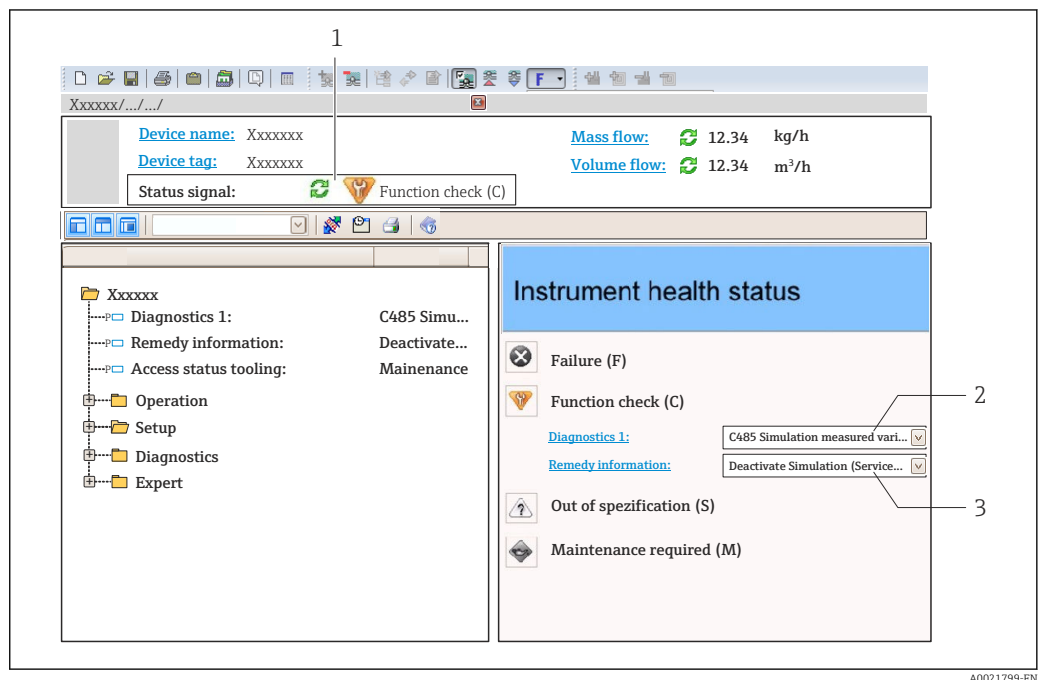 1
F
Xxxxxx/.../.../
Device name: Xxxxxxx
Mass flow: 12.34 kg/h
Device tag: Xxxxxxx
Volume flow: 12.34 m³/h
Status signal: Function check (C)
Xxxxxx
Diagnostics 1: C485 Simu...
Remedy information: Deactivate...
Access status tooling: Mainenance
Operation
Setup
Diagnostics
Expert
Instrument health status
Failure (F)
Function check (C)
2
Diagnostics 1: C485 Simulation measured vari...
Remedy information: Deactivate Simulation (Service...
3
Out of spezification (S)
Maintenance required (M)
A0021799-EN